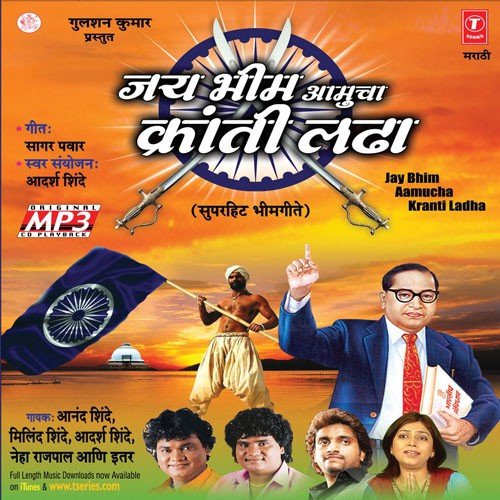 गुलशन कुमार
प्रस्तुत
T
SERIES
मराठी
जय भीम आमुचा
क्रांती लढा
★ गीतः
सागर पवार
★ स्वर संयोजनः
आदर्श शिंदे
ORIGINAL
MP3
CD PLAYBACK
(सुपरहिट भीमगीते)
Jay Bhim
Aamucha
Kranti Ladha
गायकः आनंद शिंदे,
मिलिंद शिंदे, आदर्श शिंदे,
नेहा राजपाल आणि इतर
Full Length Music Downloads now Available
On iTunes & www.tseries.com